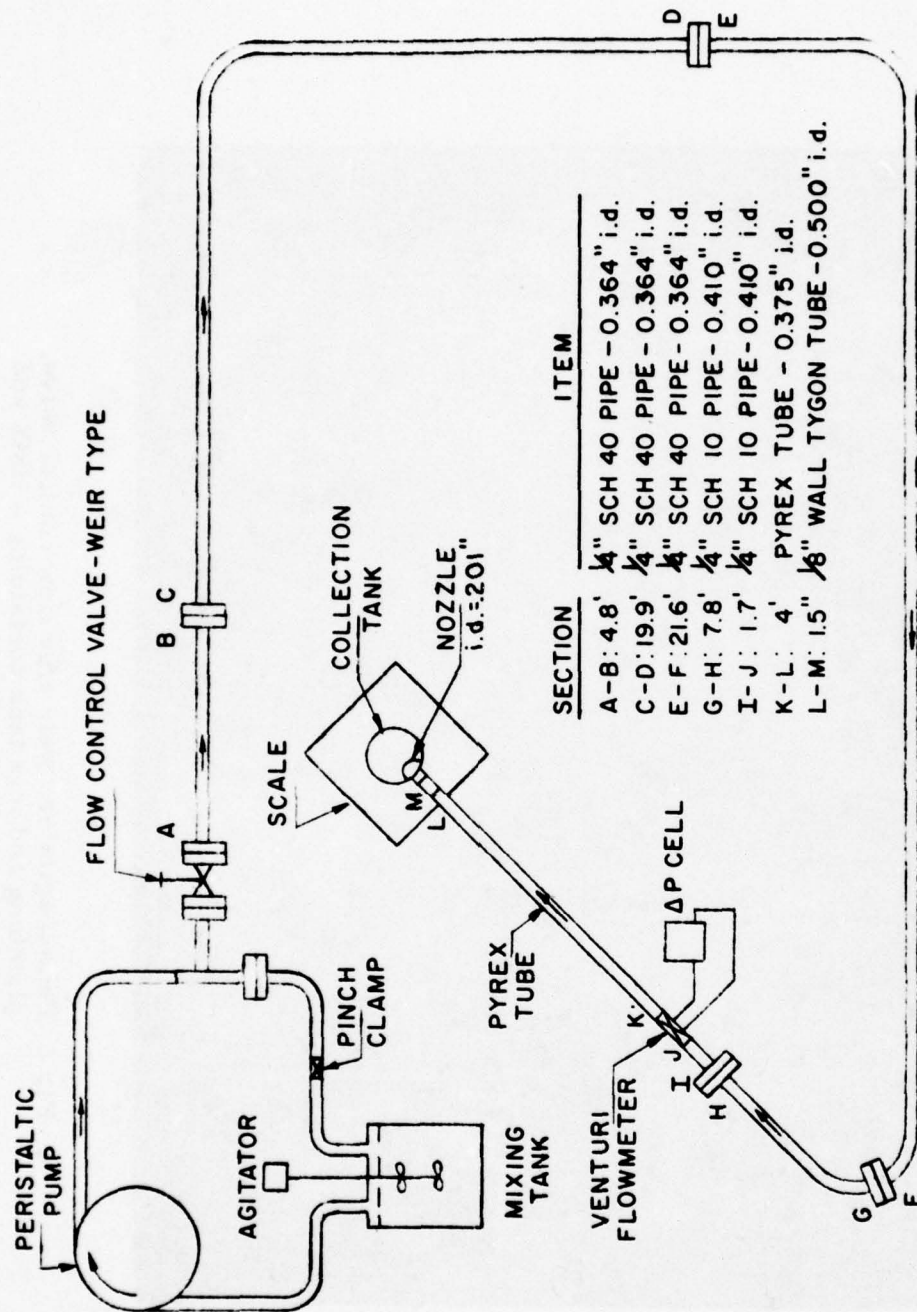 PERISTALTIC
PUMP
FLOW CONTROL VALVE-WEIR TYPE
A
B
C
D
E
AGITATOR
PINCH
CLAMP
MIXING
TANK
SCALE
COLLECTION
TANK
NOZZLE
i.d.=.201"
M
L
PYREX
TUBE
ΔP CELL
VENTURI
FLOWMETER
K
J
I
H
G
F
SECTION ITEM
A-B: 4.8' 1/4" SCH 40 PIPE - 0.364" i.d.
C-D: 19.9' 1/4" SCH 40 PIPE - 0.364" i.d.
E-F: 21.6' 1/4" SCH 40 PIPE - 0.364" i.d.
G-H: 7.8' 1/4" SCH 10 PIPE - 0.410" i.d.
I-J: 1.7' 1/4" SCH 10 PIPE - 0.410" i.d.
K-L: 4' PYREX TUBE - 0.375" i.d.
L-M: 1.5" 1/8" WALL TYGON TUBE - 0.500" i.d.